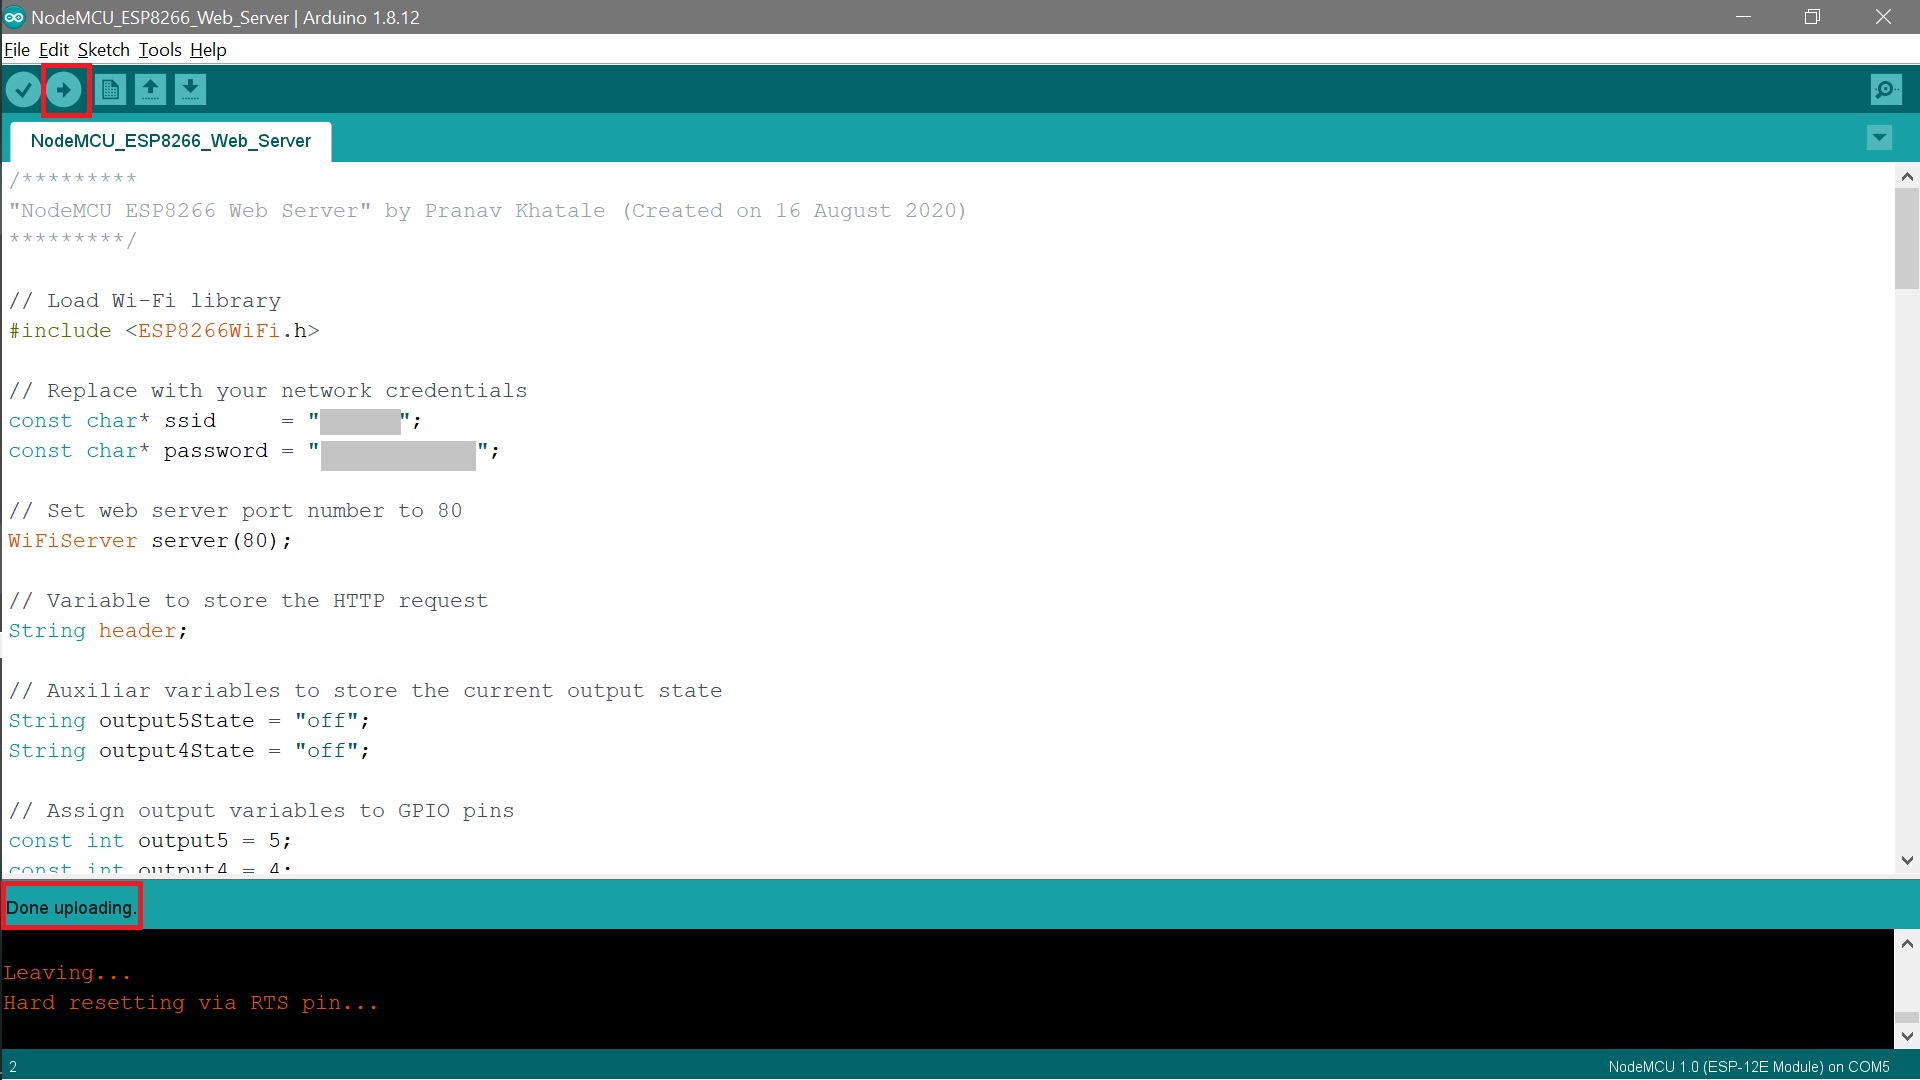 NodeMCU_ESP8266_Web_Server | Arduino 1.8.12
File Edit Sketch Tools Help
NodeMCU_ESP8266_Web_Server
/*********
"NodeMCU ESP8266 Web Server" by Pranav Khatale (Created on 16 August 2020)
*********/
// Load Wi-Fi library
#include <ESP8266WiFi.h>
// Replace with your network credentials
const char* ssid     = "";
const char* password = "";
// Set web server port number to 80
WiFiServer server(80);
// Variable to store the HTTP request
String header;
// Auxiliar variables to store the current output state
String output5State = "off";
String output4State = "off";
// Assign output variables to GPIO pins
const int output5 = 5;
const int output4 = 4;
Done uploading.
Leaving...
Hard resetting via RTS pin...
2
NodeMCU 1.0 (ESP-12E Module) on COM5